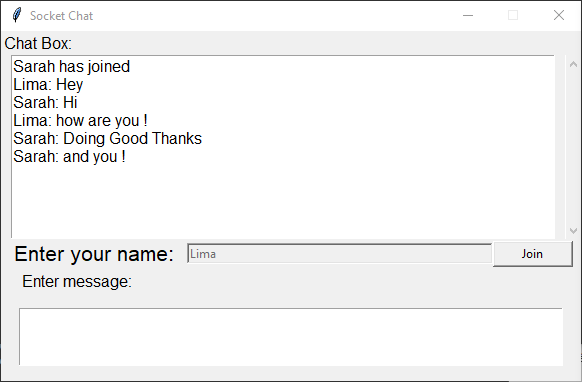 Socket Chat
Chat Box:
Sarah has joined
Lima: Hey
Sarah: Hi
Lima: how are you !
Sarah: Doing Good Thanks
Sarah: and you !
Enter your name: Lima Join
Enter message: